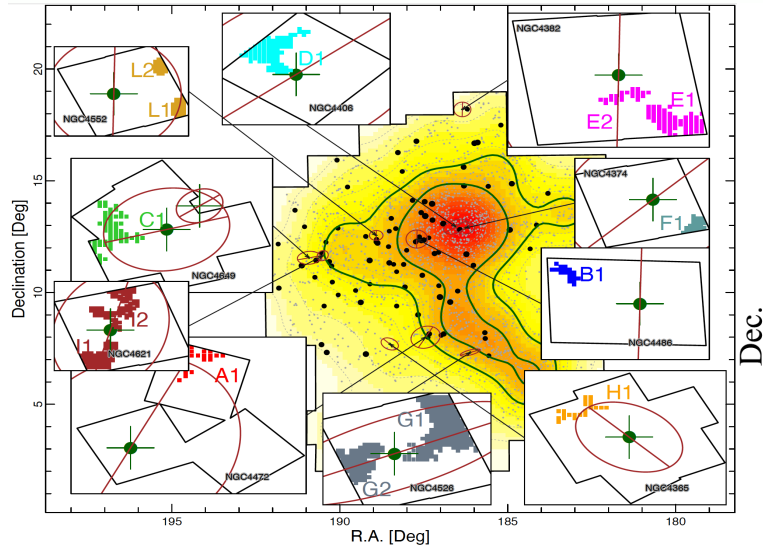 NGC4382
E1
E2
D1
NGC4406
L2
L1
NGC4552
20
15
10
5
NGC4374
F1
C1
NGC4649
B1
NGC4486
I2
I1
NGC4621
A1
NGC4472
G1
G2
NGC4526
H1
NGC4365
Declination [Deg]
Dec.
195
190
185
180
R.A. [Deg]